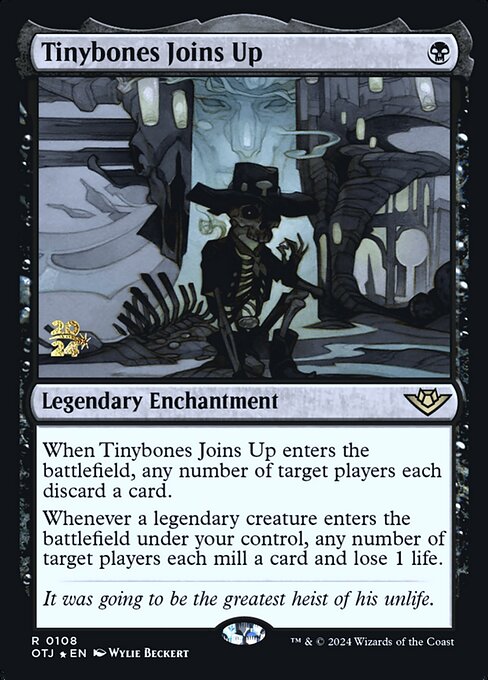 Tinybones Joins Up
2024
Legendary Enchantment
When Tinybones Joins Up enters the
battlefield, any number of target players each
discard a card.
Whenever a legendary creature enters the
battlefield under your control, any number of
target players each mill a card and lose 1 life.
It was going to be the greatest heist of his unlife.
R 0108
OTJ ★ EN Wylie Beckert
™ & © 2024 Wizards of the Coast